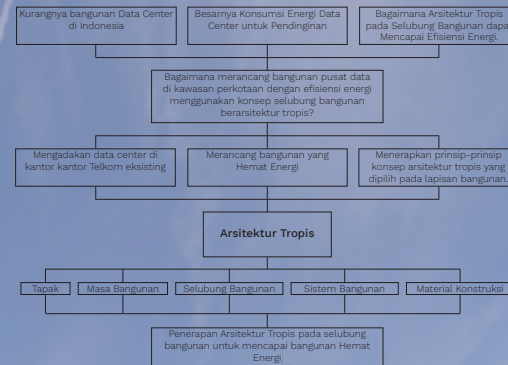 Kurangnya bangunan Data Center
di Indonesia
Besarnya Konsumsi Energi Data
Center untuk Pendinginan
Bagaimana Arsitektur Tropis
pada Selubung Bangunan dapa
Mencapai Efisiensi Energi.
Bagaimana merancang bangunan pusat data
di kawasan perkotaan dengan efisiensi energi
menggunakan konsep selubung bangunan
berarsitektur tropis?
Mengadakan data center di
kantor kantor Telkom eksisting
Merancang bangunan yang
Hemat Energi
Menerapkan prinsip-prinsip
konsep arsitektur tropis yang
dipilih pada lapisan bangunan.
Arsitektur Tropis
Tapak
Masa Bangunan
Selubung Bangunan
Sistem Bangunan
Material Konstruksi
Penerapan Arsitektur Tropis pada selubung
bangunan untuk mencapai bangunan Hemat
Energi